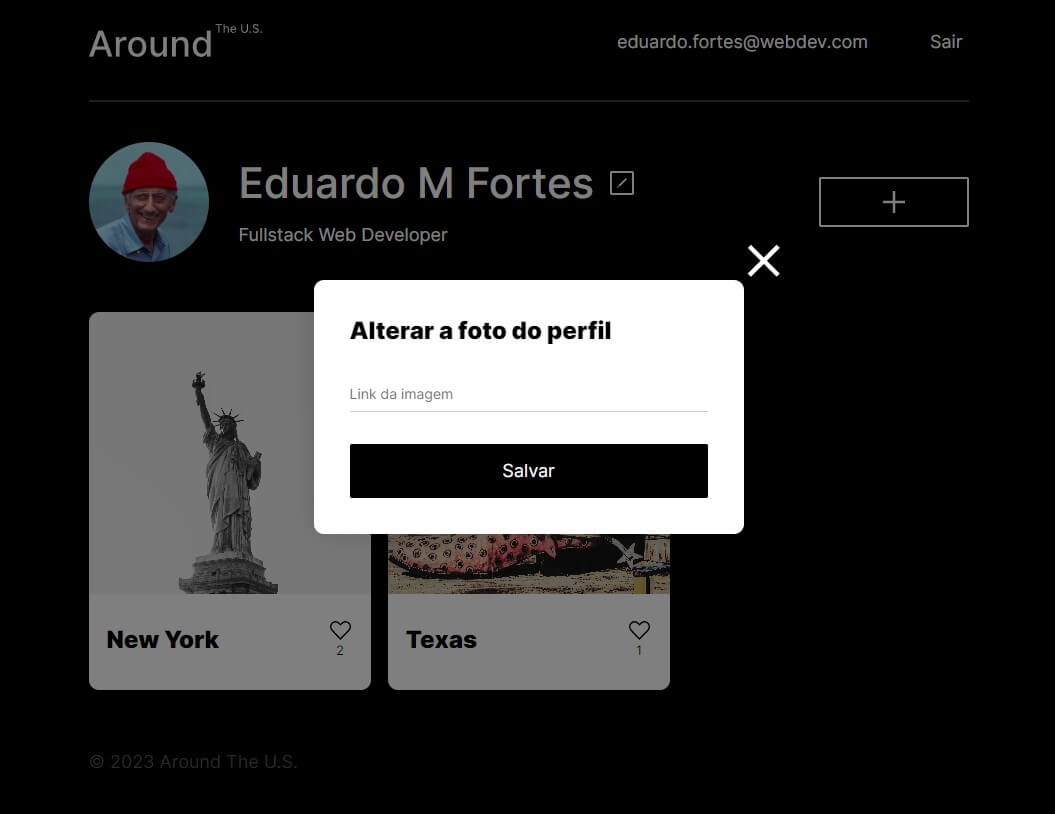 Around The U.S.
eduardo.fortes@webdev.com
Sair
Eduardo M Fortes
Fullstack Web Developer
Alterar a foto do perfil
Link da imagem
Salvar
New York
2
Texas
1
© 2023 Around The U.S.